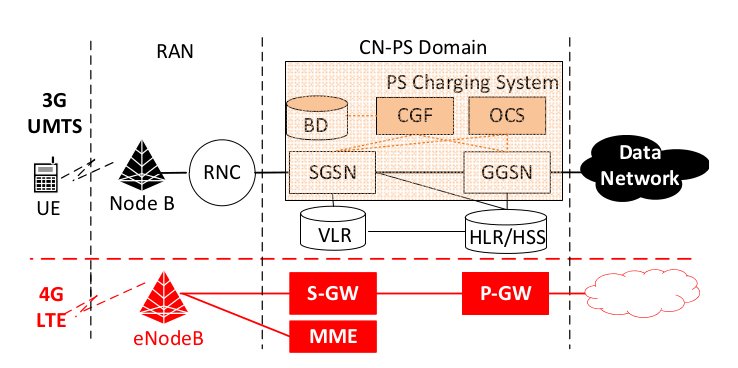 CN-PS Domain
RAN
PS Charging System
3G
UMTS
CGF
OCS
BD
Data
Network
RNC
SGSN
GGSN
UE
Node B
VLR
HLR/HSS
4G
LTE
S-GW
P-GW
eNodeB
MME